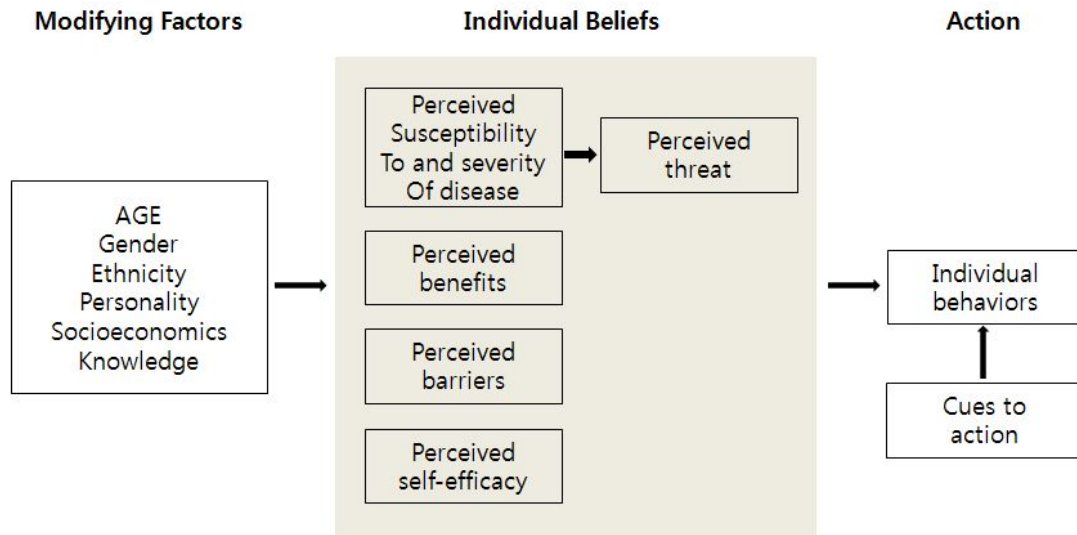 Modifying Factors
Individual Beliefs
Action
AGE
Gender
Ethnicity
Personality
Socioeconomics
Knowledge
Perceived
Susceptibility
To and severity
Of disease
Perceived
threat
Perceived
benefits
Perceived
barriers
Perceived
self-efficacy
Individual
behaviors
Cues to
action